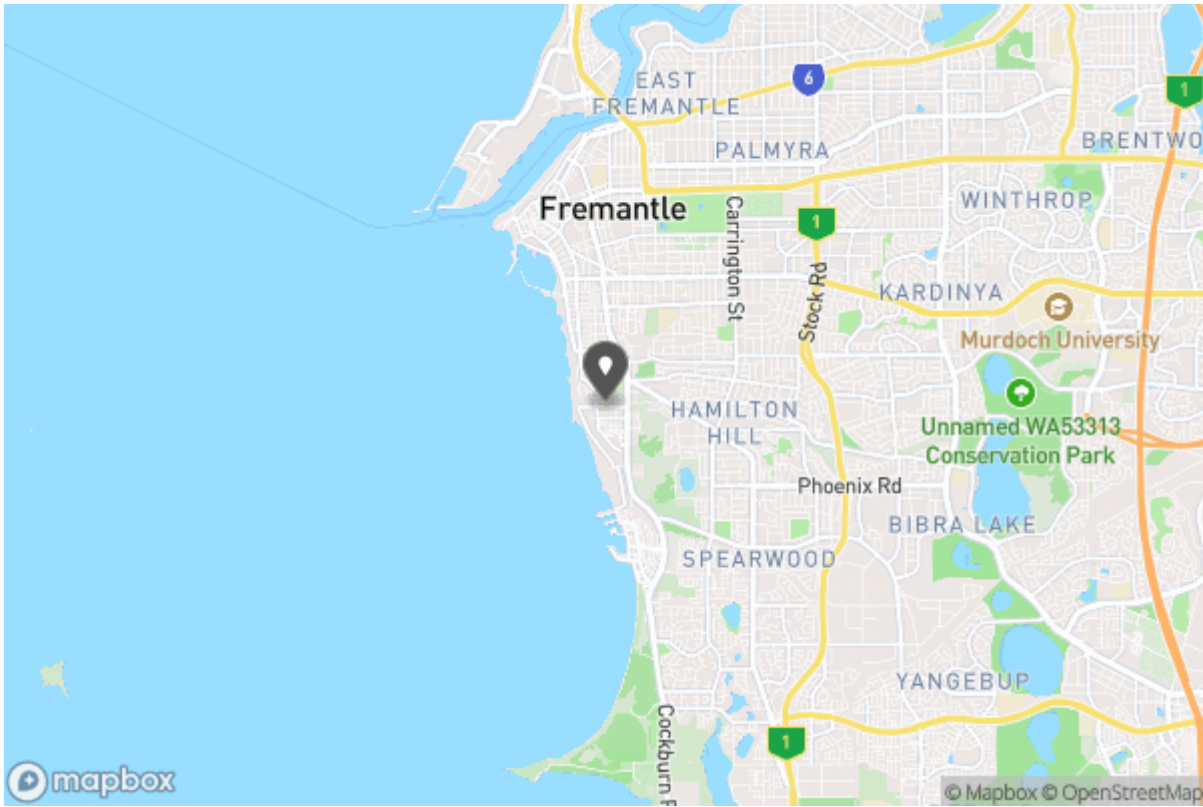 EAST
FREMANTLE
6
1
PALMYRA
BRENTWO
Fremantle
Carrington St
WINTHROP
1
Stock Rd
KARDINYA
Murdoch University
HAMILTON
HILL
Unnamed WA53313
Conservation Park
Phoenix Rd
BIBRA LAKE
SPEARWOOD
YANGEBUP
Cockburn R
1
mapbox
© Mapbox © OpenStreetMap